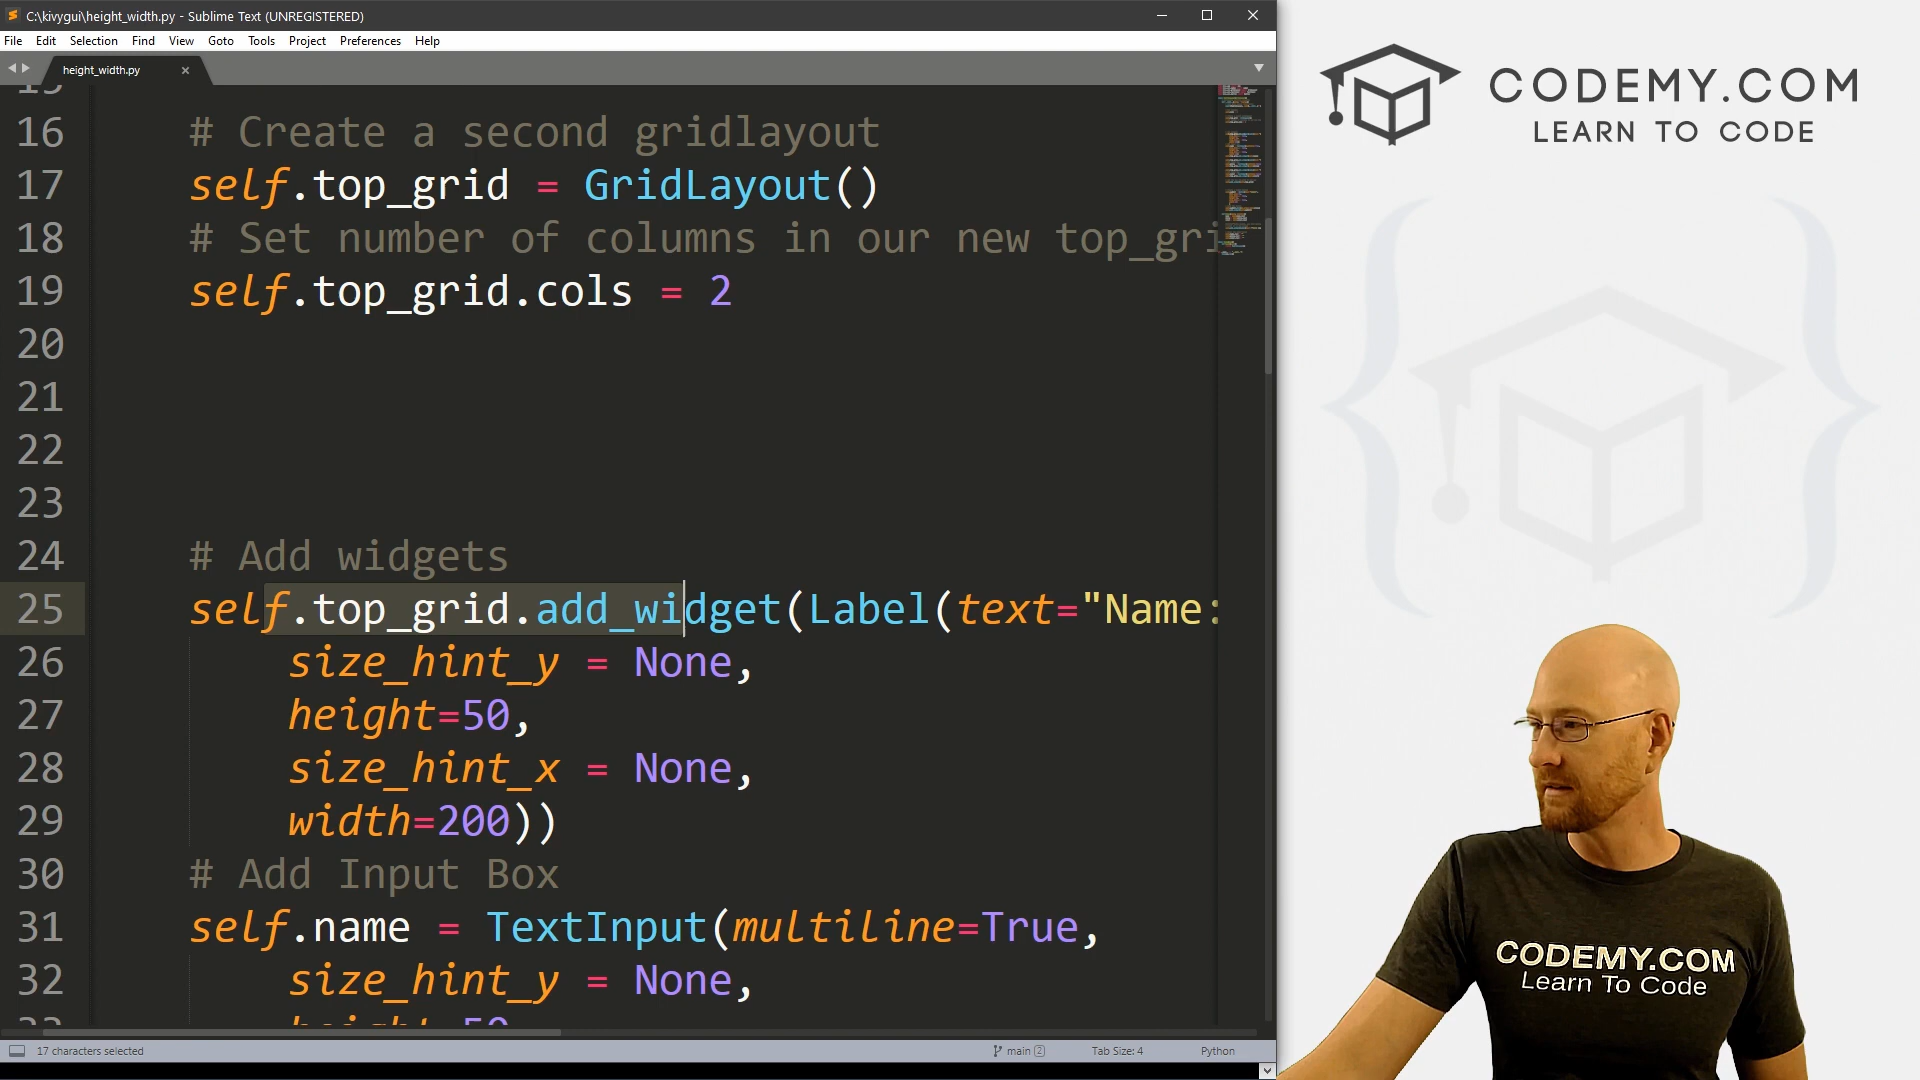 C:\kivygui\height_width.py - Sublime Text (UNREGISTERED)
File Edit Selection Find View Goto Tools Project Preferences Help
height_width.py
CODEMY.COM
LEARN TO CODE
16 # Create a second gridlayout
17 self.top_grid = GridLayout()
18 # Set number of columns in our new top_gri
19 self.top_grid.cols = 2
20
21
22
23
24 # Add widgets
25 self.top_grid.add_widget(Label(text="Name:
26 size_hint_y = None,
27 height=50,
28 size_hint_x = None,
29 width=200))
30 # Add Input Box
31 self.name = TextInput(multiline=True,
32 size_hint_y = None,
CODEMY.COM
Learn To Code
17 characters selected
main 2
Tab Size: 4
Python